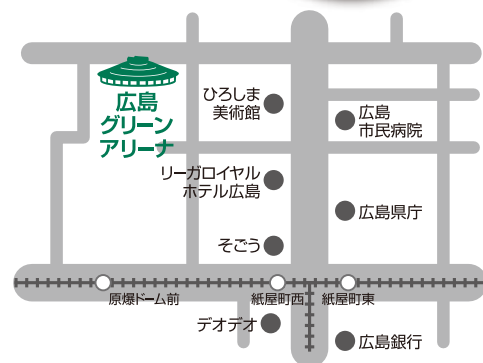 広島
グリーン
アリーナ
ひろしま
美術館
広島
市民病院
リーガロイヤル
ホテル広島
広島県庁
そごう
原爆ドーム前
紙屋町西
紙屋町東
デオデオ
広島銀行